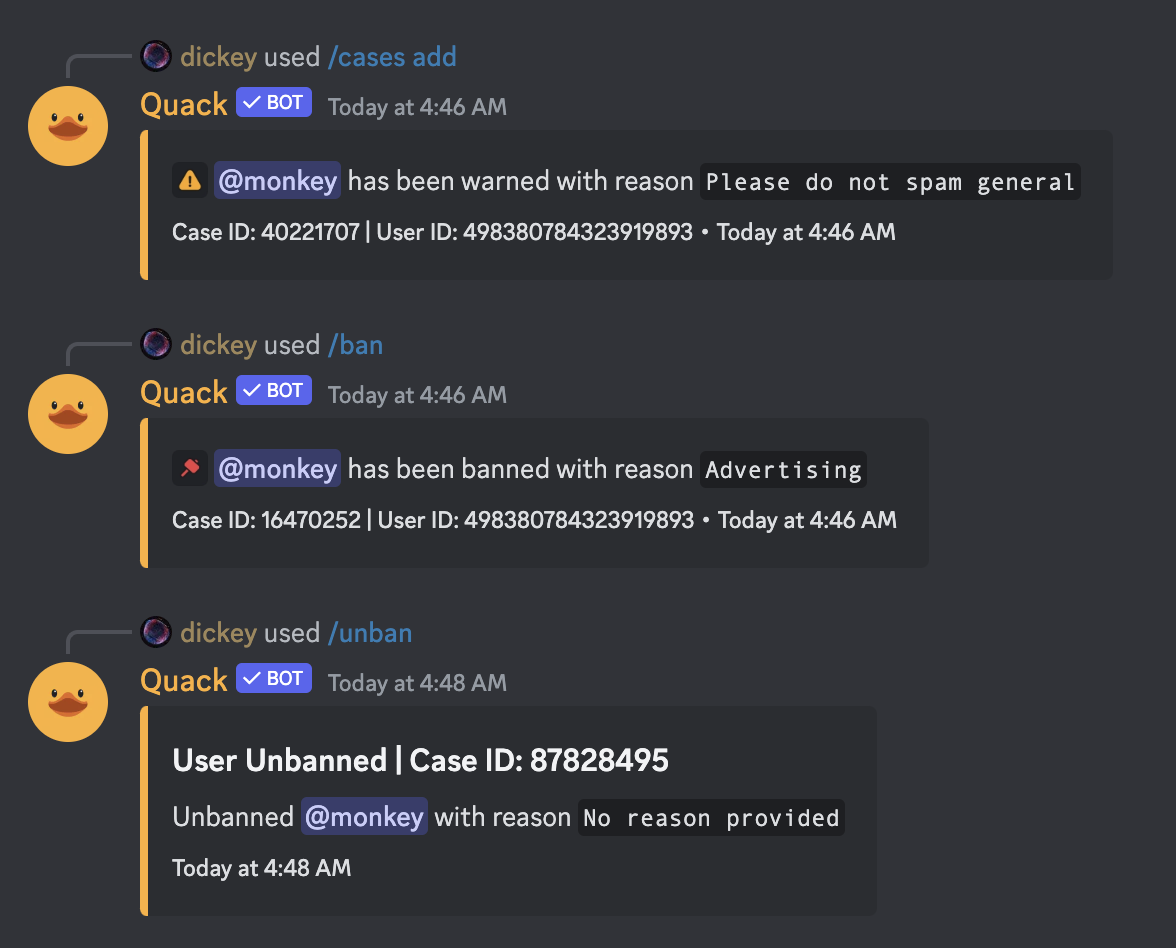 dickey used /cases add
Quack BOT Today at 4:46 AM
@monkey has been warned with reason Please do not spam general
Case ID: 40221707 | User ID: 498380784323919893 • Today at 4:46 AM
dickey used /ban
Quack BOT Today at 4:46 AM
@monkey has been banned with reason Advertising
Case ID: 16470252 | User ID: 498380784323919893 • Today at 4:46 AM
dickey used /unban
Quack BOT Today at 4:48 AM
User Unbanned | Case ID: 87828495
Unbanned @monkey with reason No reason provided
Today at 4:48 AM